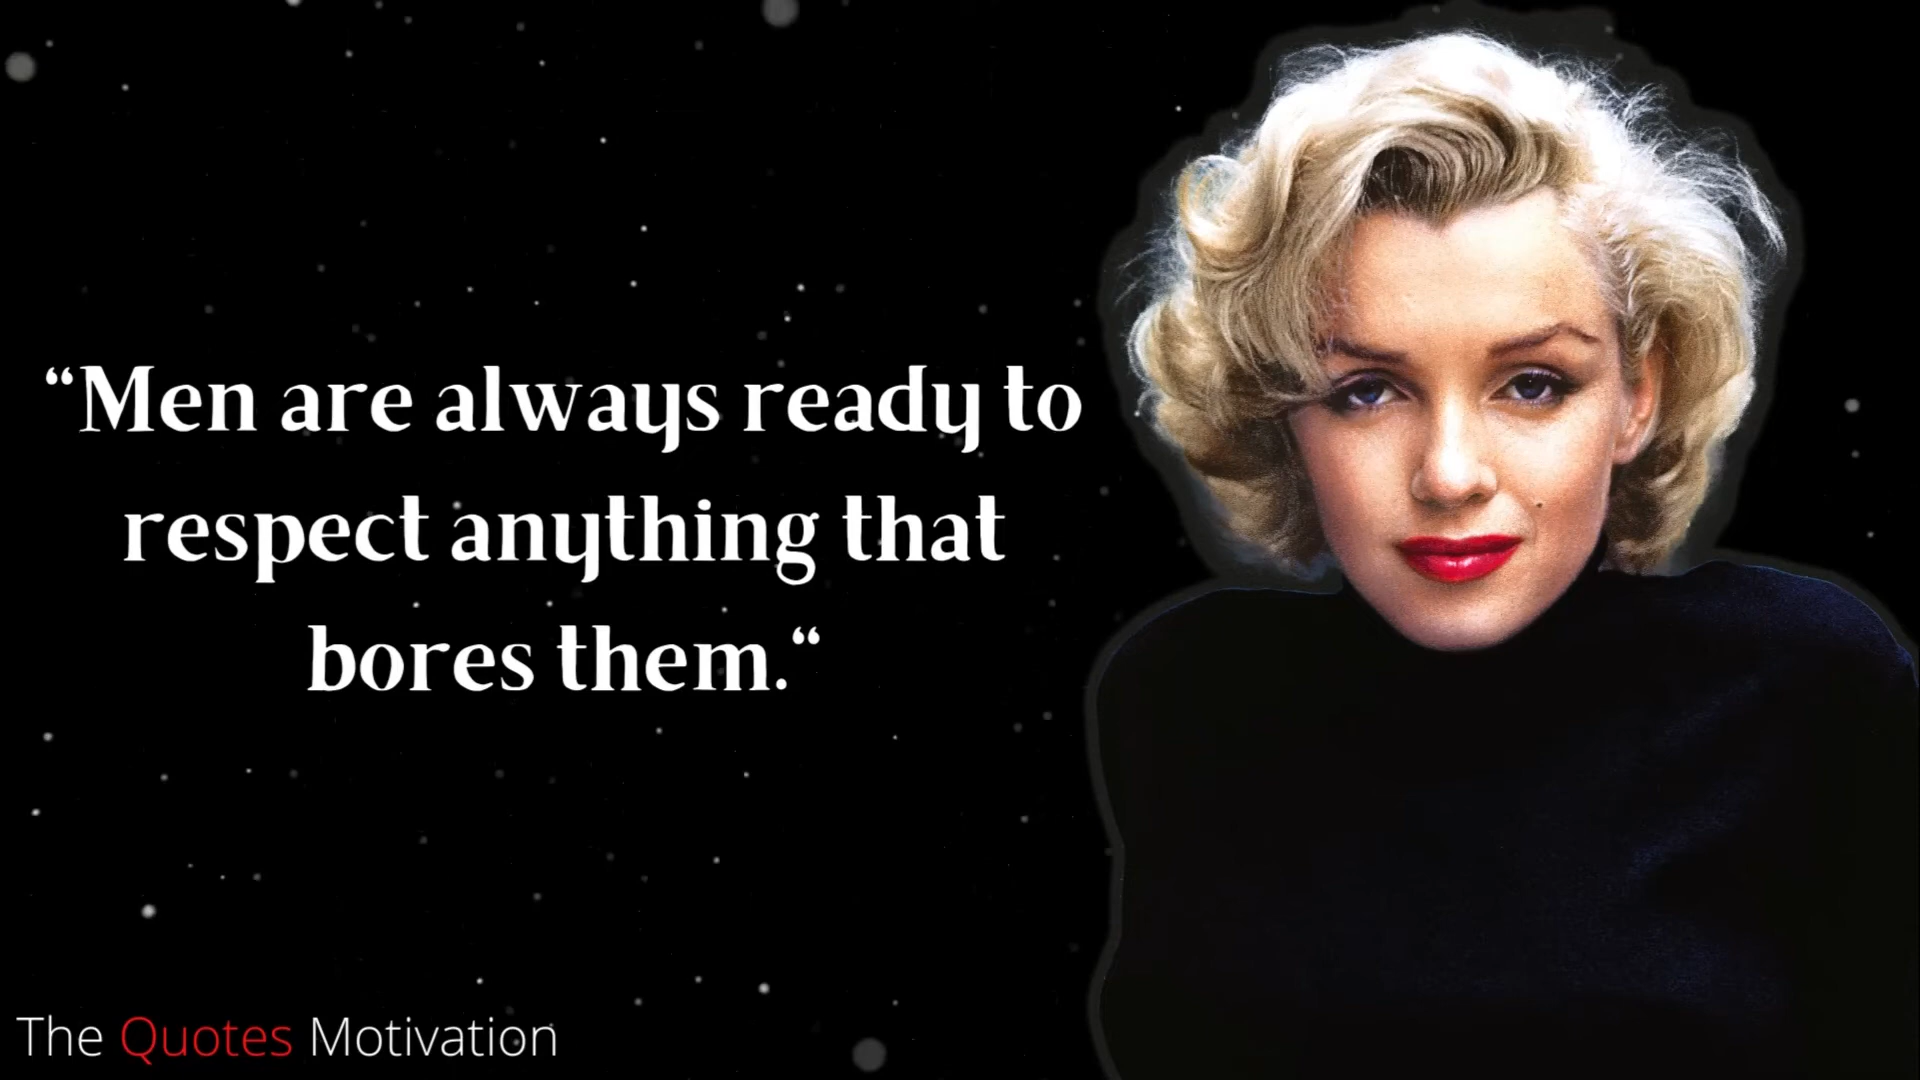 “Men are always ready to
respect anything that
bores them.“
The Quotes Motivation